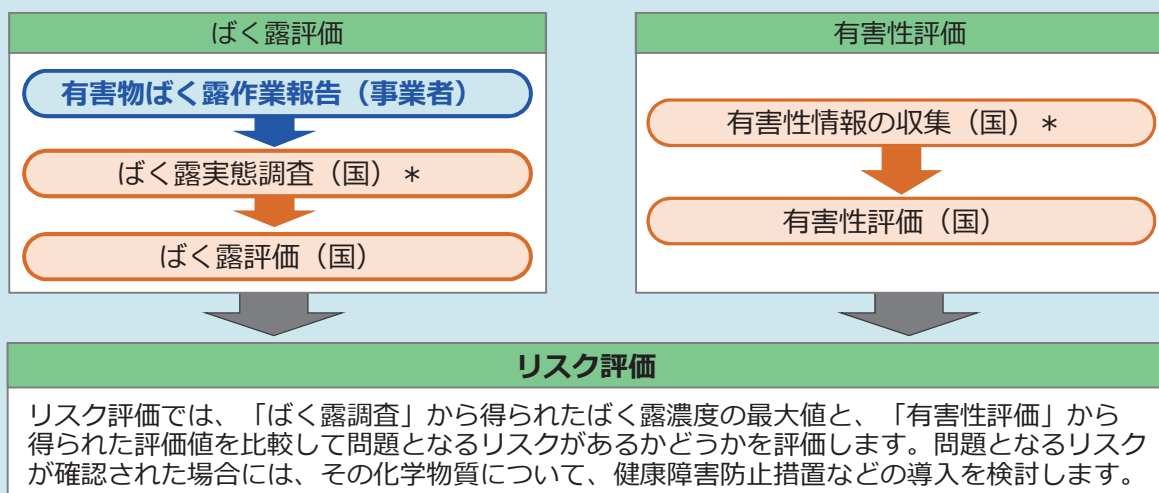 ばく露評価
有害物ばく露作業報告（事業者）
ばく露実態調査（国）＊
ばく露評価（国）
有害性評価
有害性情報の収集（国）＊
有害性評価（国）
リスク評価
リスク評価では、「ばく露調査」から得られたばく露濃度の最大値と、「有害性評価」から
得られた評価値を比較して問題となるリスクがあるかどうかを評価します。問題となるリスク
が確認された場合には、その化学物質について、健康障害防止措置などの導入を検討します。